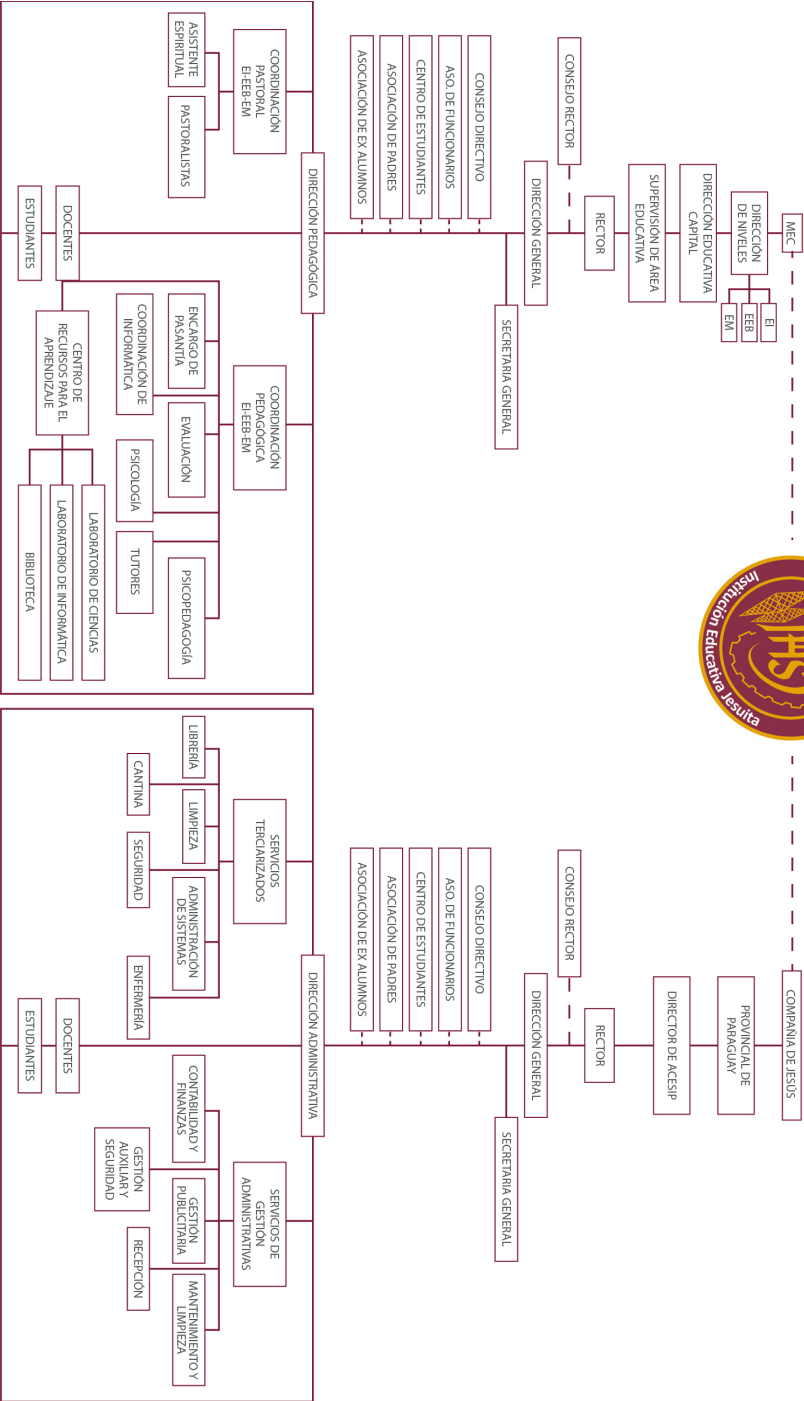 Institución Educativa Jesuita
IHS
MEC
DIRECCIÓN
DE NIVELES
EI
EEB
EM
DIRECCIÓN EDUCATIVA
CAPITAL
SUPERVISIÓN DE ÁREA
EDUCATIVA
RECTOR
CONSEJO RECTOR
DIRECCIÓN GENERAL
SECRETARIA GENERAL
CONSEJO DIRECTIVO
ASO. DE FUNCIONARIOS
CENTRO DE ESTUDIANTES
ASOCIACIÓN DE PADRES
ASOCIACIÓN DE EX ALUMNOS
DIRECCIÓN PEDAGÓGICA
COORDINACIÓN
PASTORAL
EI-EEB-EM
ASISTENTE
ESPIRITUAL
PASTORALISTAS
COORDINACIÓN
PEDAGÓGICA
EI-EEB-EM
ENCARGO DE
PASANTÍA
EVALUACIÓN
PSICOPEDAGOGÍA
COORDINACIÓN DE
INFORMÁTICA
PSICOLOGÍA
TUTORES
CENTRO DE
RECURSOS PARA EL
APRENDIZAJE
LABORATORIO DE CIENCIAS
LABORATORIO DE INFORMÁTICA
BIBLIOTECA
DOCENTES
ESTUDIANTES
COMPAÑIA DE JESÚS
PROVINCIAL DE
PARAGUAY
DIRECTOR DE ACESIP
RECTOR
CONSEJO RECTOR
DIRECCIÓN GENERAL
SECRETARIA GENERAL
CONSEJO DIRECTIVO
ASO. DE FUNCIONARIOS
CENTRO DE ESTUDIANTES
ASOCIACIÓN DE PADRES
ASOCIACIÓN DE EX ALUMNOS
DIRECCIÓN ADMINISTRATIVA
SERVICIOS
TERCIARIZADOS
LIBRERÍA
LIMPIEZA
ADMINISTRACIÓN
DE SISTEMAS
CANTINA
SEGURIDAD
ENFERMERÍA
SERVICIOS DE
GESTIÓN
ADMINISTRATIVAS
CONTABILIDAD Y
FINANZAS
GESTIÓN
PUBLICITARIA
MANTENIMIENTO Y
LIMPIEZA
GESTIÓN
AUXILIAR Y
SEGURIDAD
RECEPCIÓN
DOCENTES
ESTUDIANTES